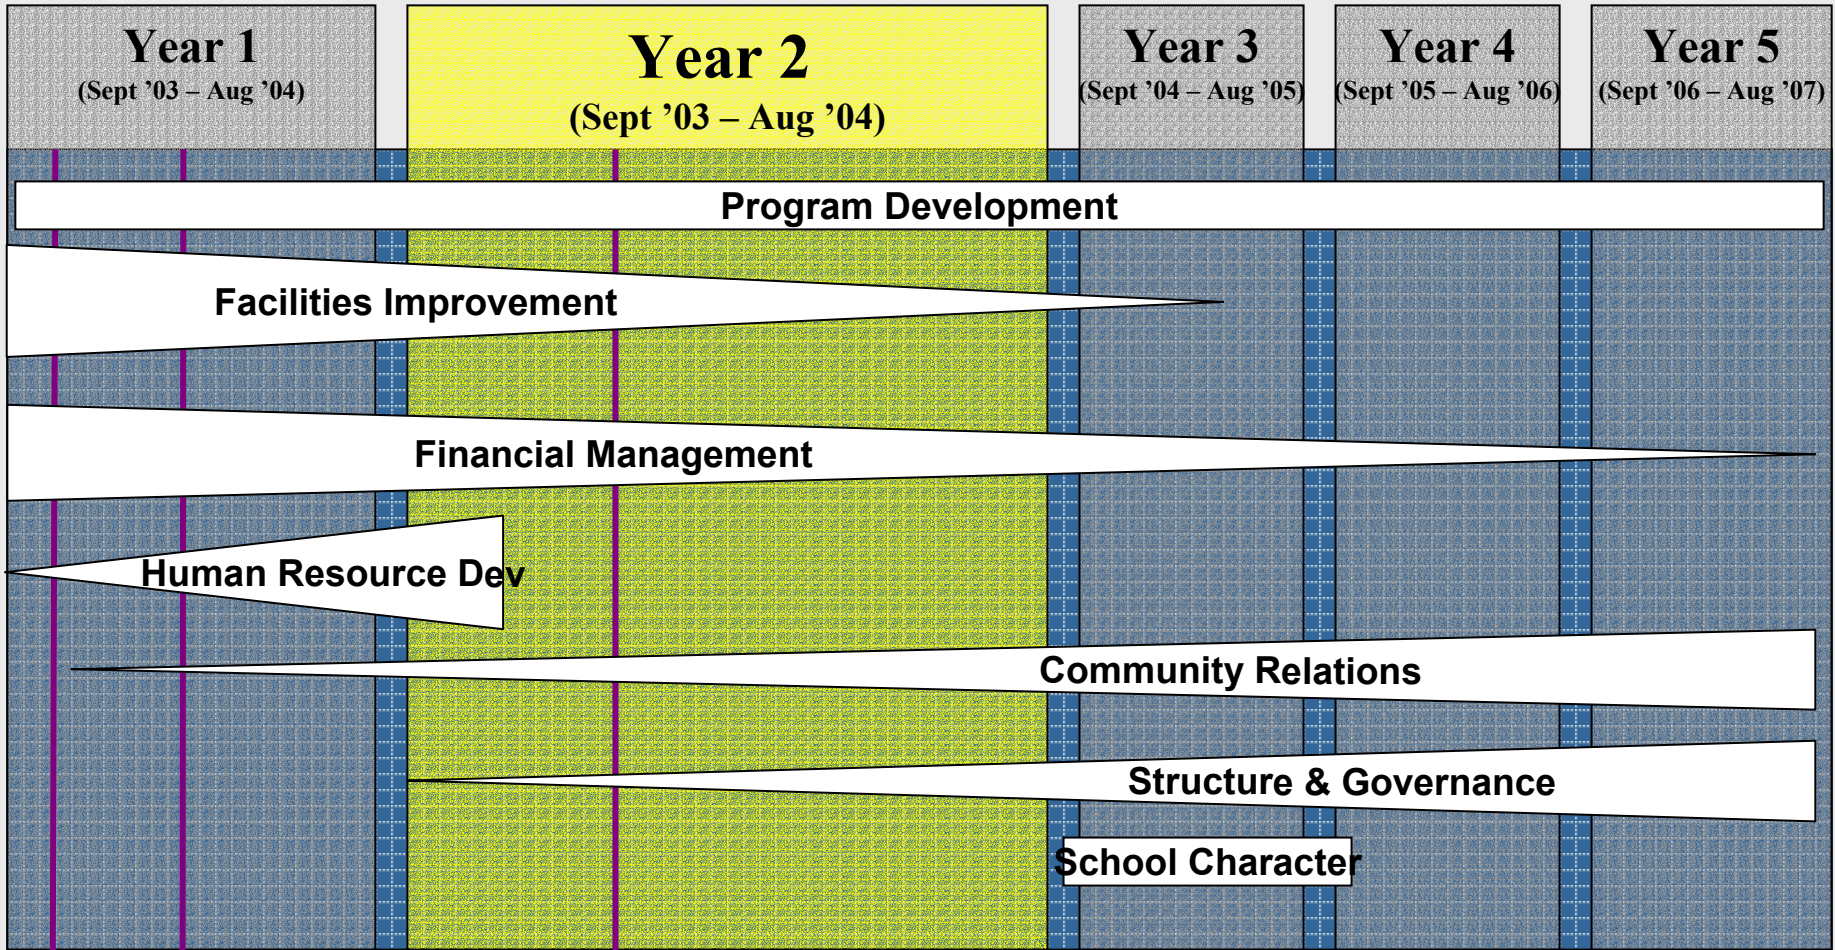 Year 1
(Sept ’03 – Aug ’04)
Year 2
(Sept ’03 – Aug ’04)
Year 3
(Sept ’04 – Aug ’05)
Year 4
(Sept ’05 – Aug ’06)
Year 5
(Sept ’06 – Aug ’07)
Program Development
Facilities Improvement
Financial Management
Human Resource Dev
Community Relations
Structure & Governance
School Character